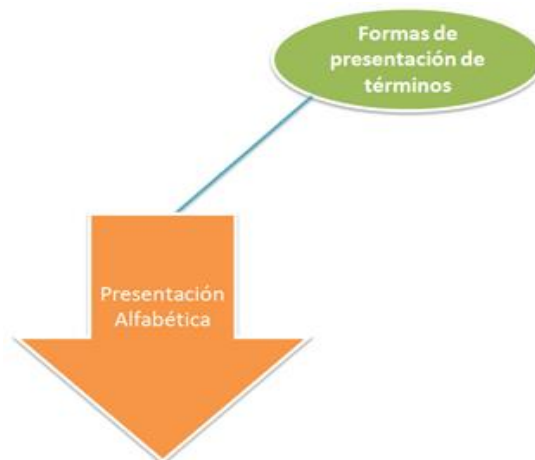 Formas de
presentación de
términos
Presentación
Alfabética